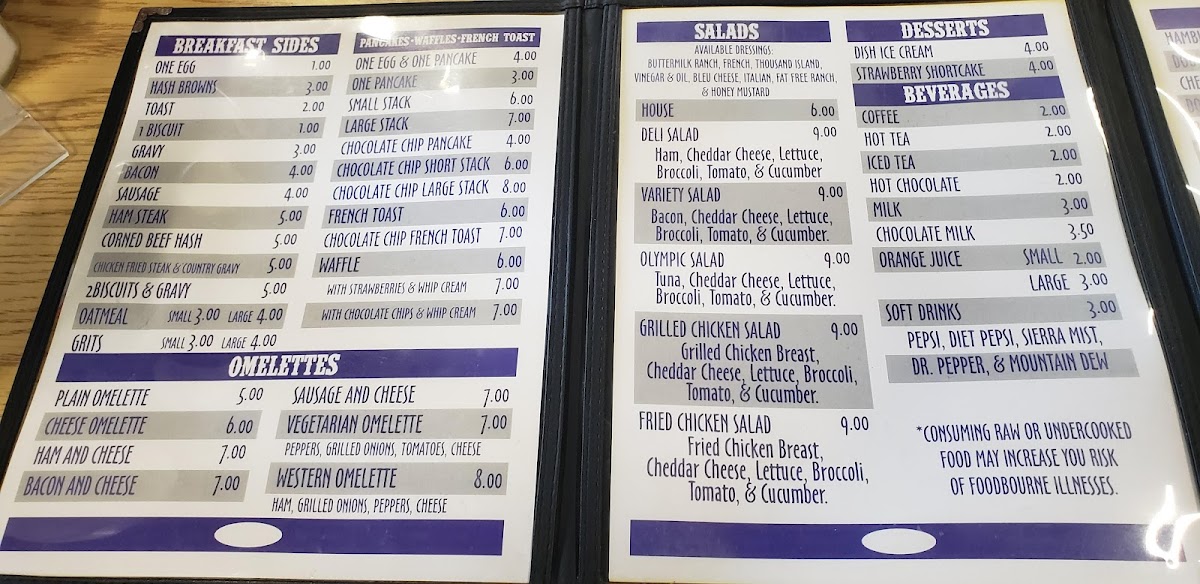 BREAKFAST SIDES
ONE EGG 1.00
HASH BROWNS 3.00
TOAST 2.00
1 BISCUIT 1.00
GRAVY 3.00
BACON 4.00
SAUSAGE 4.00
HAM STEAK 5.00
CORNED BEEF HASH 5.00
CHICKEN FRIED STEAK & COUNTRY GRAVY 5.00
2BISCUITS & GRAVY 5.00
OATMEAL SMALL 3.00 LARGE 4.00
GRITS SMALL 3.00 LARGE 4.00
PANCAKES-WAFFLES-FRENCH TOAST
ONE EGG & ONE PANCAKE 4.00
ONE PANCAKE 3.00
SMALL STACK 6.00
LARGE STACK 7.00
CHOCOLATE CHIP PANCAKE 4.00
CHOCOLATE CHIP SHORT STACK 6.00
CHOCOLATE CHIP LARGE STACK 8.00
FRENCH TOAST 6.00
CHOCOLATE CHIP FRENCH TOAST 7.00
WAFFLE 6.00
WITH STRAWBERRIES & WHIP CREAM 7.00
WITH CHOCOLATE CHIPS & WHIP CREAM 7.00
OMELETTES
PLAIN OMELETTE 5.00
CHEESE OMELETTE 6.00
HAM AND CHEESE 7.00
BACON AND CHEESE 7.00
SAUSAGE AND CHEESE 7.00
VEGETARIAN OMELETTE 7.00
PEPPERS, GRILLED ONIONS, TOMATOES, CHEESE
WESTERN OMELETTE 8.00
HAM, GRILLED ONIONS, PEPPERS, CHEESE
SALADS
AVAILABLE DRESSINGS:
BUTTERMILK RANCH, FRENCH, THOUSAND ISLAND,
VINEGAR & OIL, BLEU CHEESE, ITALIAN, FAT FREE RANCH,
& HONEY MUSTARD
HOUSE 6.00
DELI SALAD 9.00
Ham, Cheddar Cheese, Lettuce,
Broccoli, Tomato, & Cucumber
VARIETY SALAD 9.00
Bacon, Cheddar Cheese, Lettuce,
Broccoli, Tomato, & Cucumber.
OLYMPIC SALAD 9.00
Tuna, Cheddar Cheese, Lettuce,
Broccoli, Tomato, & Cucumber.
GRILLED CHICKEN SALAD 9.00
Grilled Chicken Breast,
Cheddar Cheese, Lettuce, Broccoli,
Tomato, & Cucumber.
FRIED CHICKEN SALAD 9.00
Fried Chicken Breast,
Cheddar Cheese, Lettuce, Broccoli,
Tomato, & Cucumber.
DESSERTS
DISH ICE CREAM 4.00
STRAWBERRY SHORTCAKE 4.00
BEVERAGES
COFFEE 2.00
HOT TEA 2.00
ICED TEA 2.00
HOT CHOCOLATE 2.00
MILK 3.00
CHOCOLATE MILK 3.50
ORANGE JUICE SMALL 2.00
LARGE 3.00
SOFT DRINKS 3.00
PEPSI, DIET PEPSI, SIERRA MIST,
DR. PEPPER, & MOUNTAIN DEW
*CONSUMING RAW OR UNDERCOOKED
FOOD MAY INCREASE YOU RISK
OF FOODBOURNE ILLNESSES.